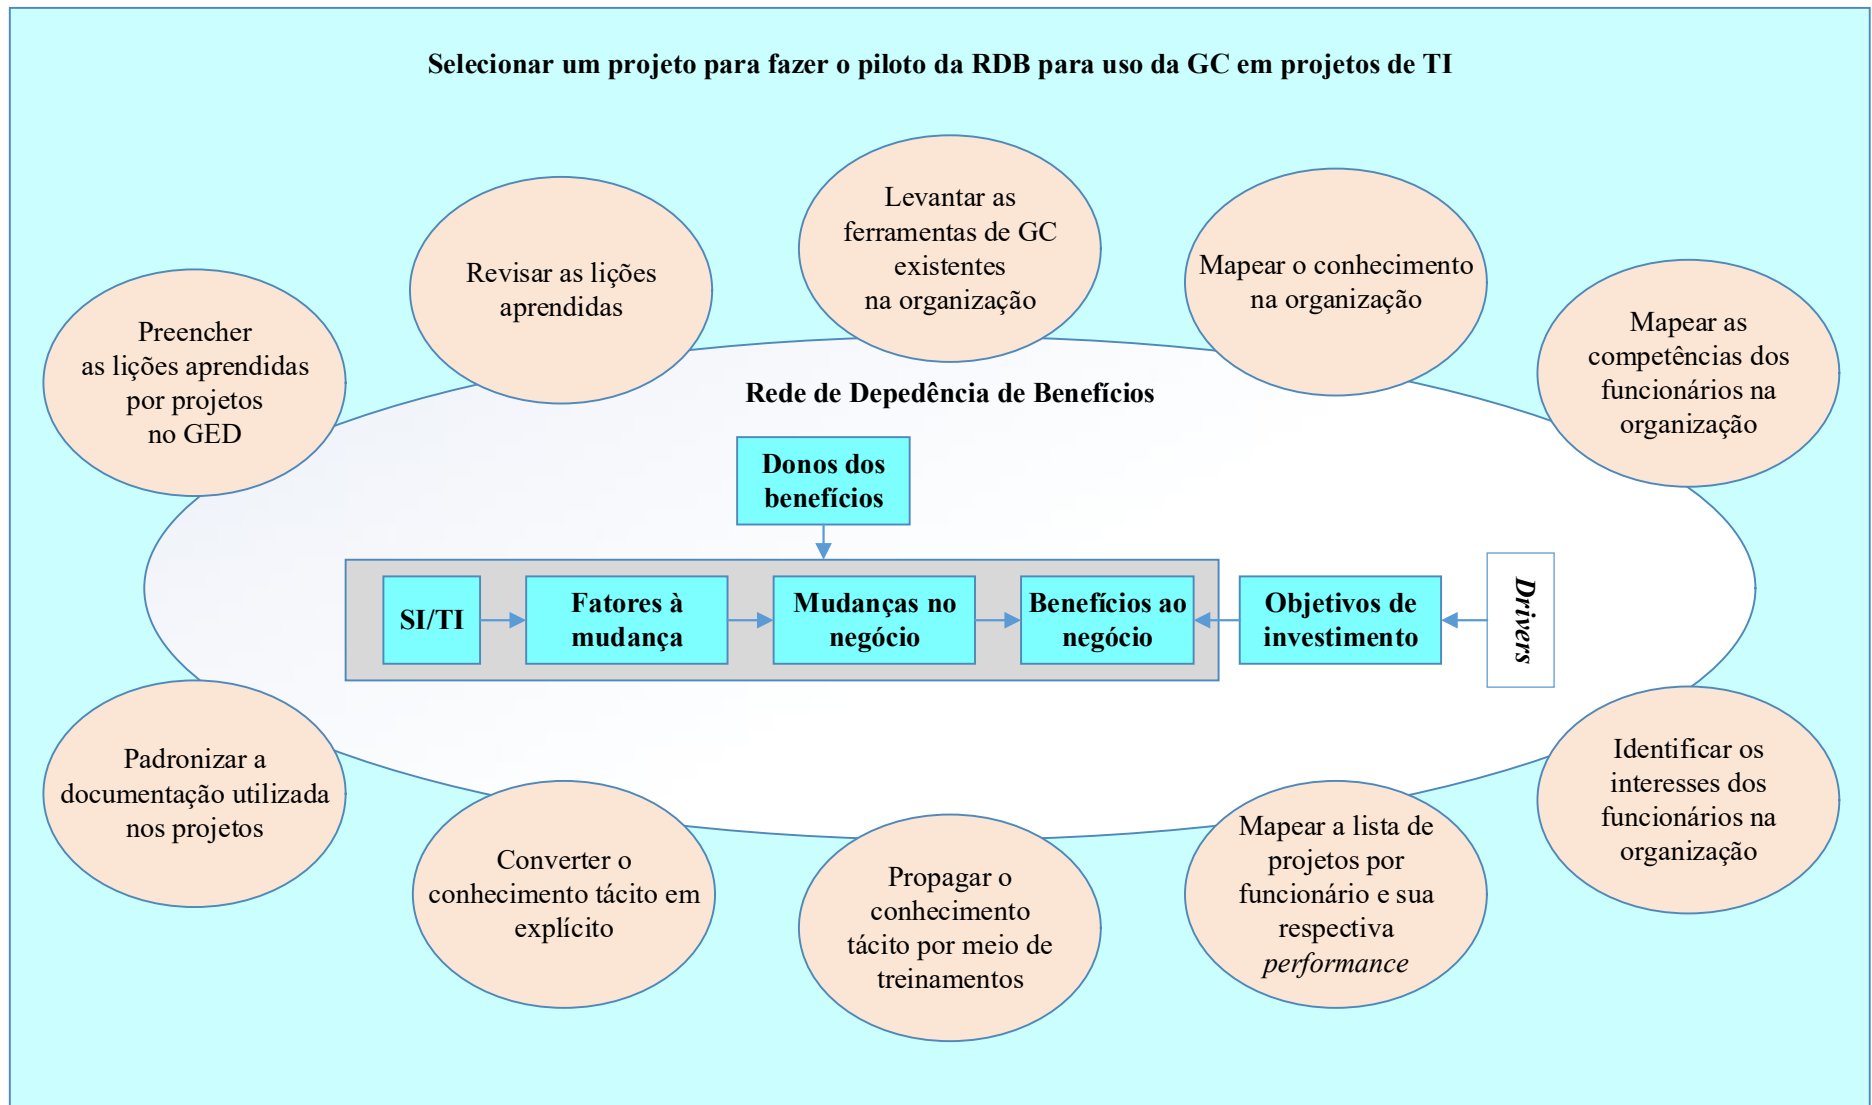 Selecionar um projeto para fazer o piloto da RDB para uso da GC em projetos de TI
Preencher
as lições aprendidas
por projetos
no GED
Revisar as lições
aprendidas
Levantar as
ferramentas de GC
existentes
na organização
Mapear o conhecimento
na organização
Mapear as
competências dos
funcionários na
organização
Rede de Depedência de Benefícios
Donos dos
benefícios
SI/TI
Fatores à
mudança
Mudanças no
negócio
Benefícios ao
negócio
Objetivos de
investimento
Drivers
Padronizar a
documentação utilizada
nos projetos
Converter o
conhecimento tácito em
explícito
Propagar o
conhecimento
tácito por meio de
treinamentos
Mapear a lista de
projetos por
funcionário e sua
respectiva
performance
Identificar os
interesses dos
funcionários na
organização